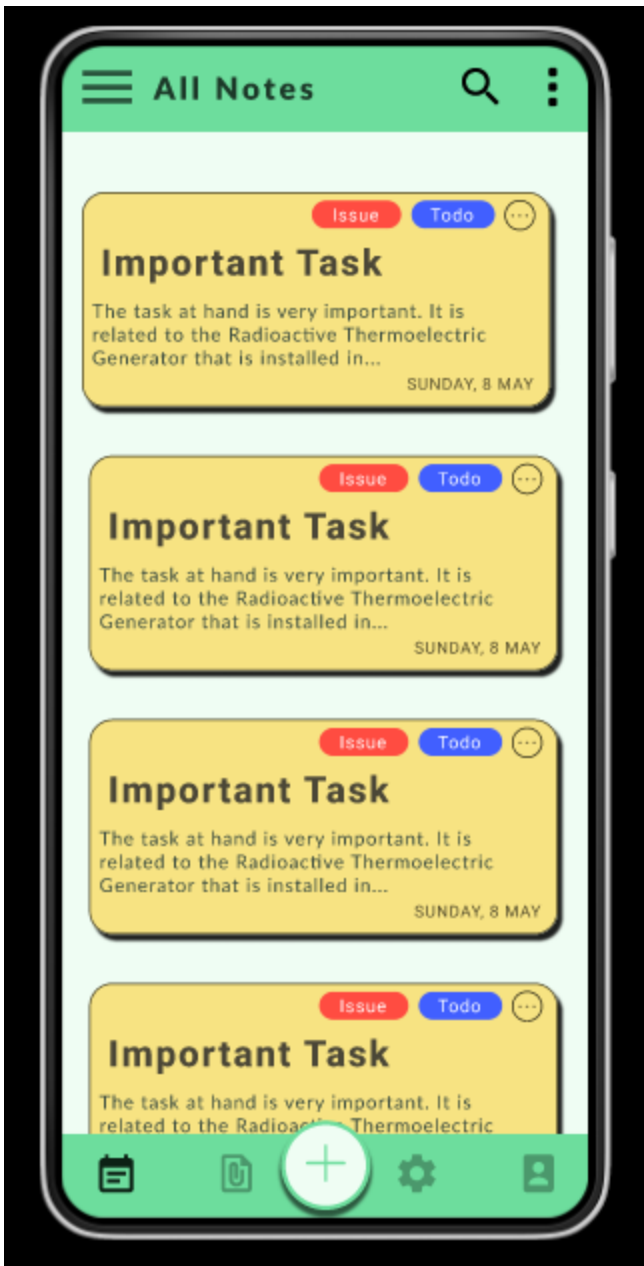 All Notes
Issue Todo
Important Task
The task at hand is very important. It is
related to the Radioactive Thermoelectric
Generator that is installed in...
SUNDAY, 8 MAY
Issue Todo
Important Task
The task at hand is very important. It is
related to the Radioactive Thermoelectric
Generator that is installed in...
SUNDAY, 8 MAY
Issue Todo
Important Task
The task at hand is very important. It is
related to the Radioactive Thermoelectric
Generator that is installed in...
SUNDAY, 8 MAY
Issue Todo
Important Task
The task at hand is very important. It is
related to the Radioactive Thermoelectric